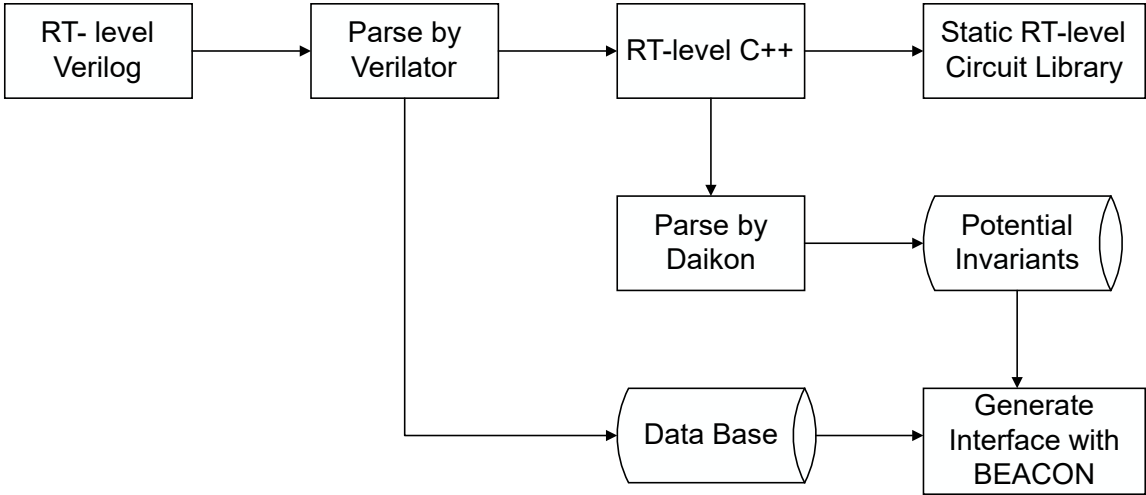 RT- level
Verilog
Parse by
Verilator
RT-level C++
Static RT-level
Circuit Library
Parse by
Daikon
Potential
Invariants
Data Base
Generate
Interface with
BEACON